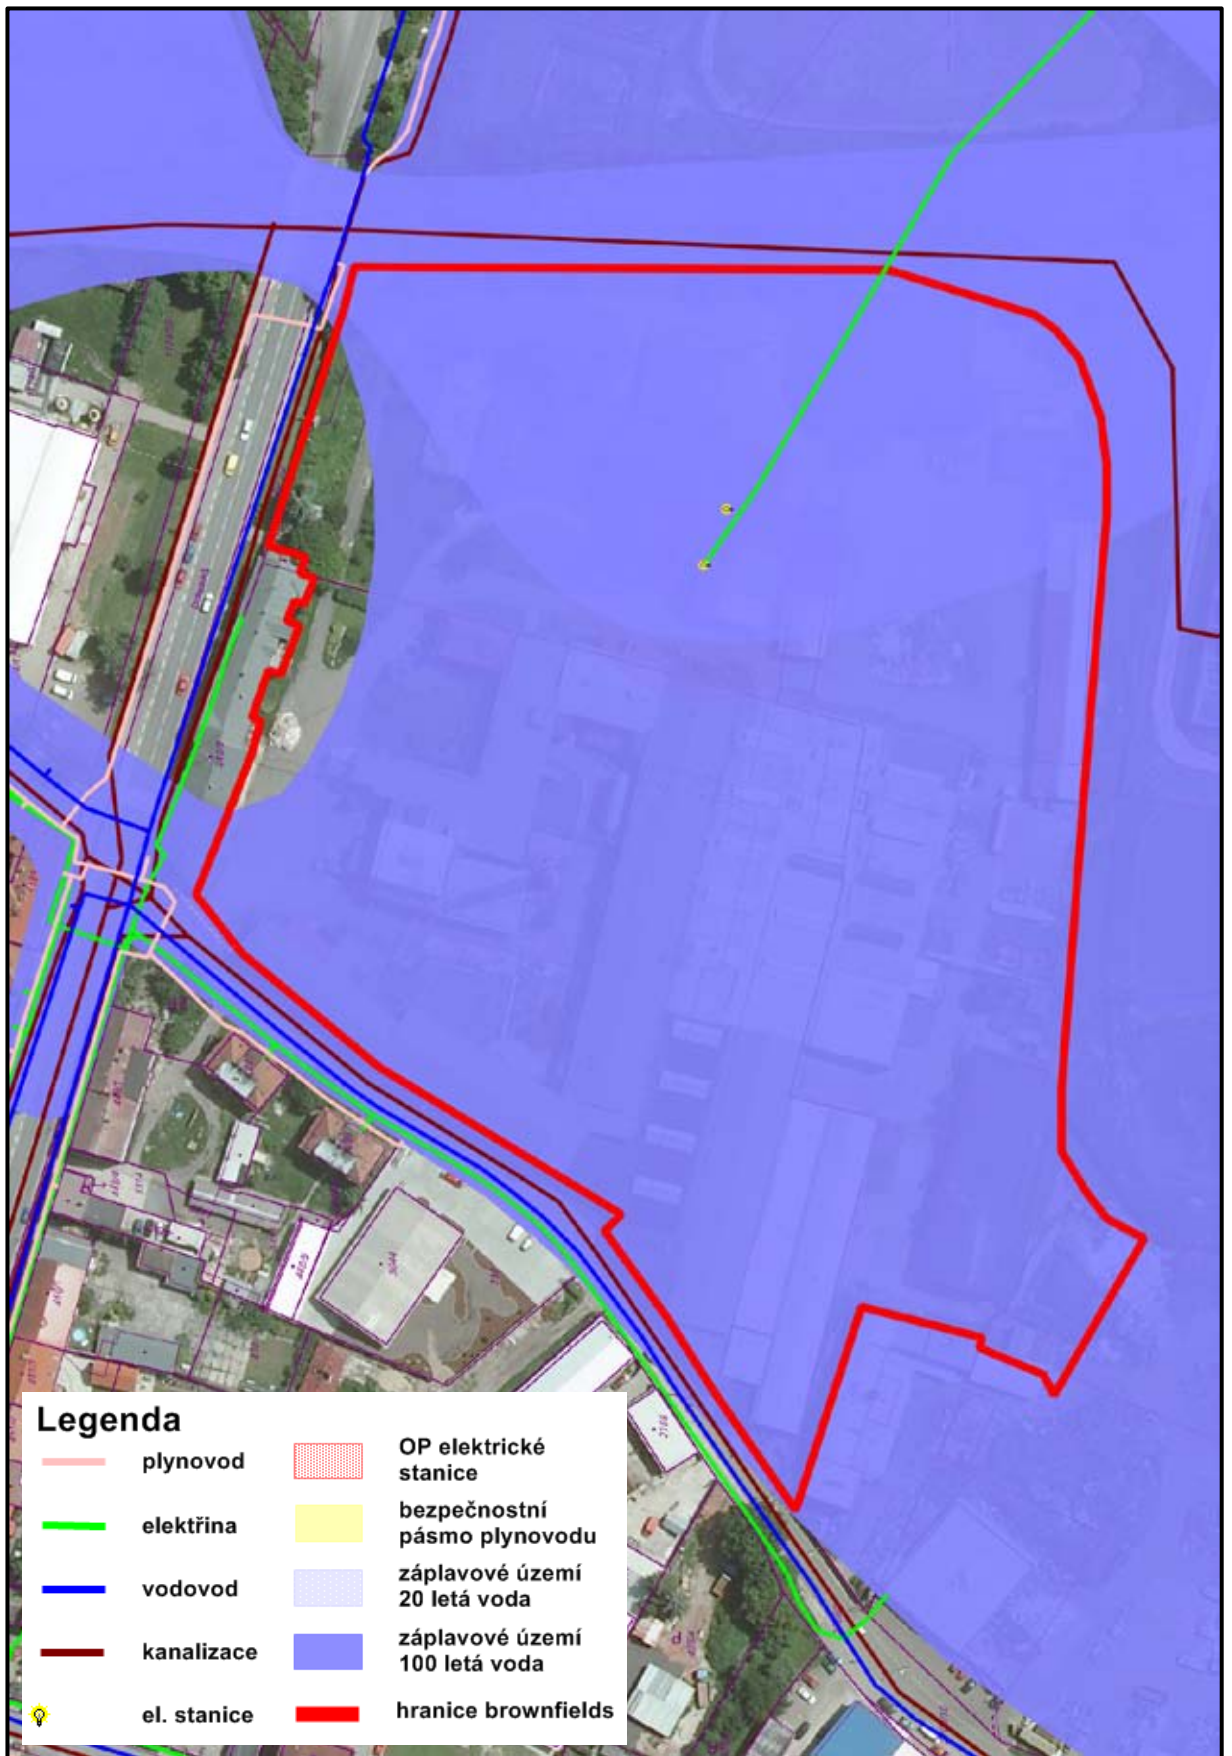 Legenda
plynovod
elektřina
vodovod
kanalizace
el. stanice
OP elektrické
stanice
bezpečnostní
pásmo plynovodu
záplavové území
20 letá voda
záplavové území
100 letá voda
hranice brownfields